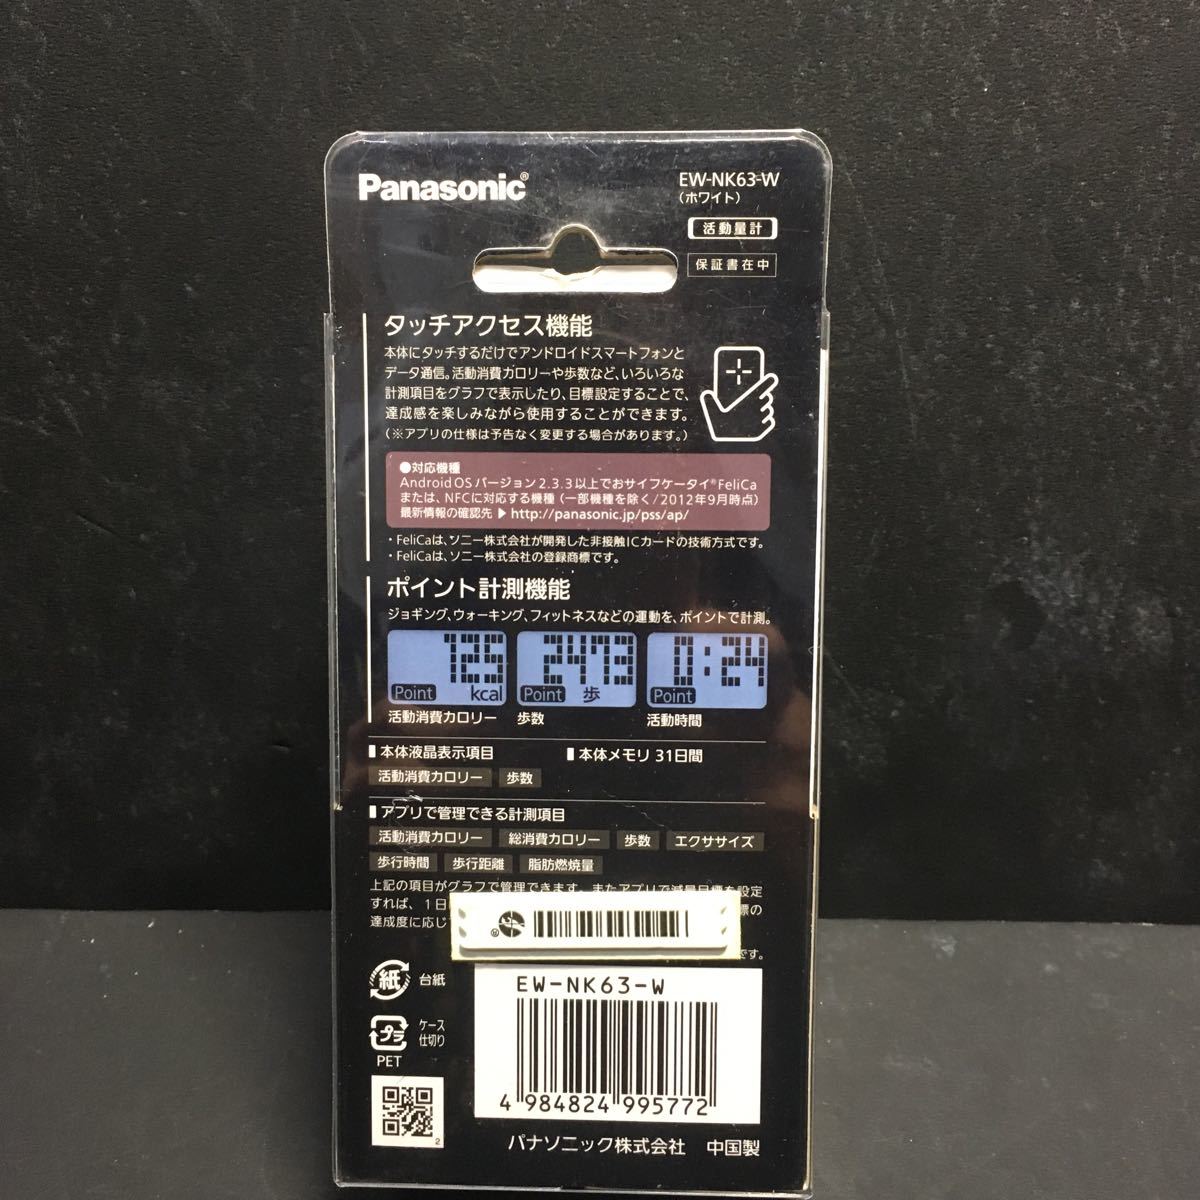 Panasonic®
EW-NK63-W
(ホワイト)
活動量計
保証書在中
タッチアクセス機能
本体にタッチするだけでアンドロイドスマートフォンと
データ通信。活動消費カロリーや歩数など、いろいろな
計測項目をグラフで表示したり、目標設定することで、
達成感を楽しみながら使用することができます。
(※アプリの仕様は予告なく変更する場合があります。)
●対応機種
Android OS バージョン 2.3.3 以上でおサイフケータイ®FeliCa
または、NFCに対応する機種（一部機種を除く/2012年9月時点）
最新情報の確認先 ▶ http://panasonic.jp/pss/ap/
・FeliCaは、ソニー株式会社が開発した非接触ICカードの技術方式です。
・FeliCaは、ソニー株式会社の登録商標です。
ポイント計測機能
ジョギング、ウォーキング、フィットネスなどの運動を、ポイントで計測。
125
Point kcal
2473
Point 歩
0:24
Point
活動消費カロリー
歩数
活動時間
本体液晶表示項目
本体メモリ 31日間
活動消費カロリー
歩数
アプリで管理できる計測項目
活動消費カロリー
総消費カロリー
歩数
エクササイズ
歩行時間
歩行距離
脂肪燃焼量
上記の項目がグラフで管理できます。またアプリで減量目標を設定
すれば、1日
標の
達成度に応じ
です。
®
紙
台紙
EW-NK63-W
プラ
ケース
仕切り
PET
4 984824 995772
2
パナソニック株式会社 中国製